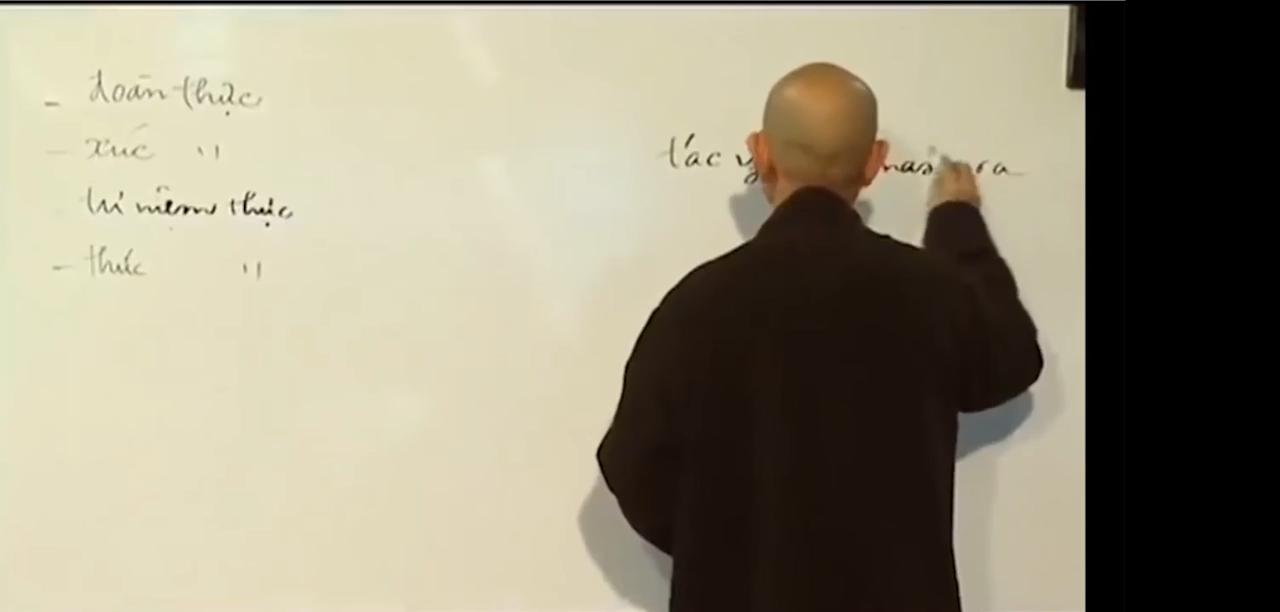 - đoàn thực
- xúc 〃
tư niệm thực
- thức 〃
tác ý